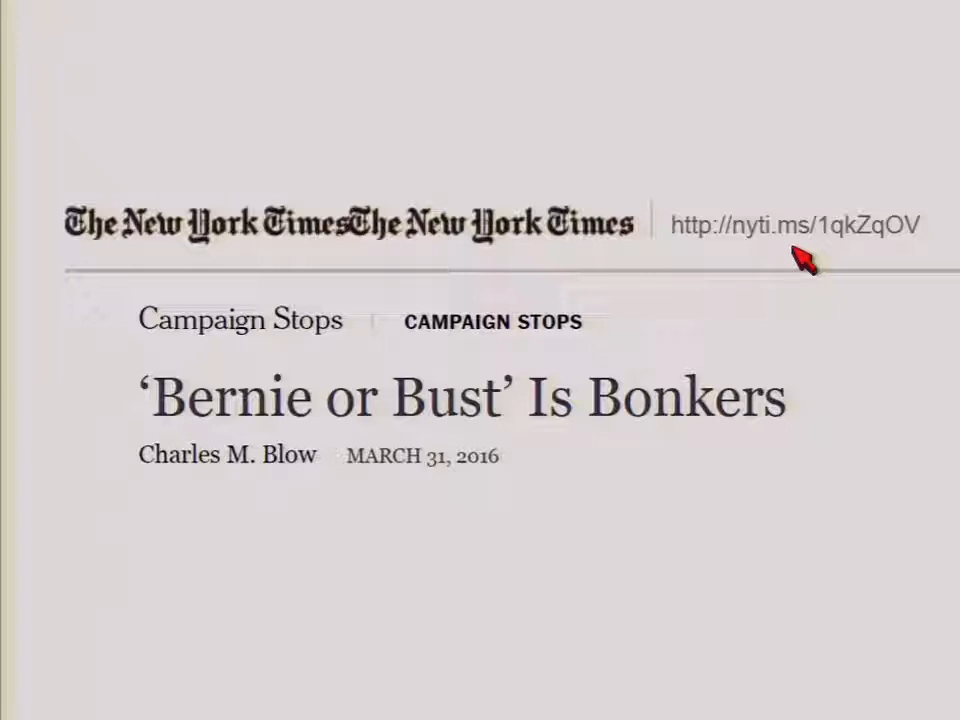 The New York TimesThe New York Times http://nyti.ms/1qkZqOV
Campaign Stops CAMPAIGN STOPS
‘Bernie or Bust’ Is Bonkers
Charles M. Blow MARCH 31, 2016